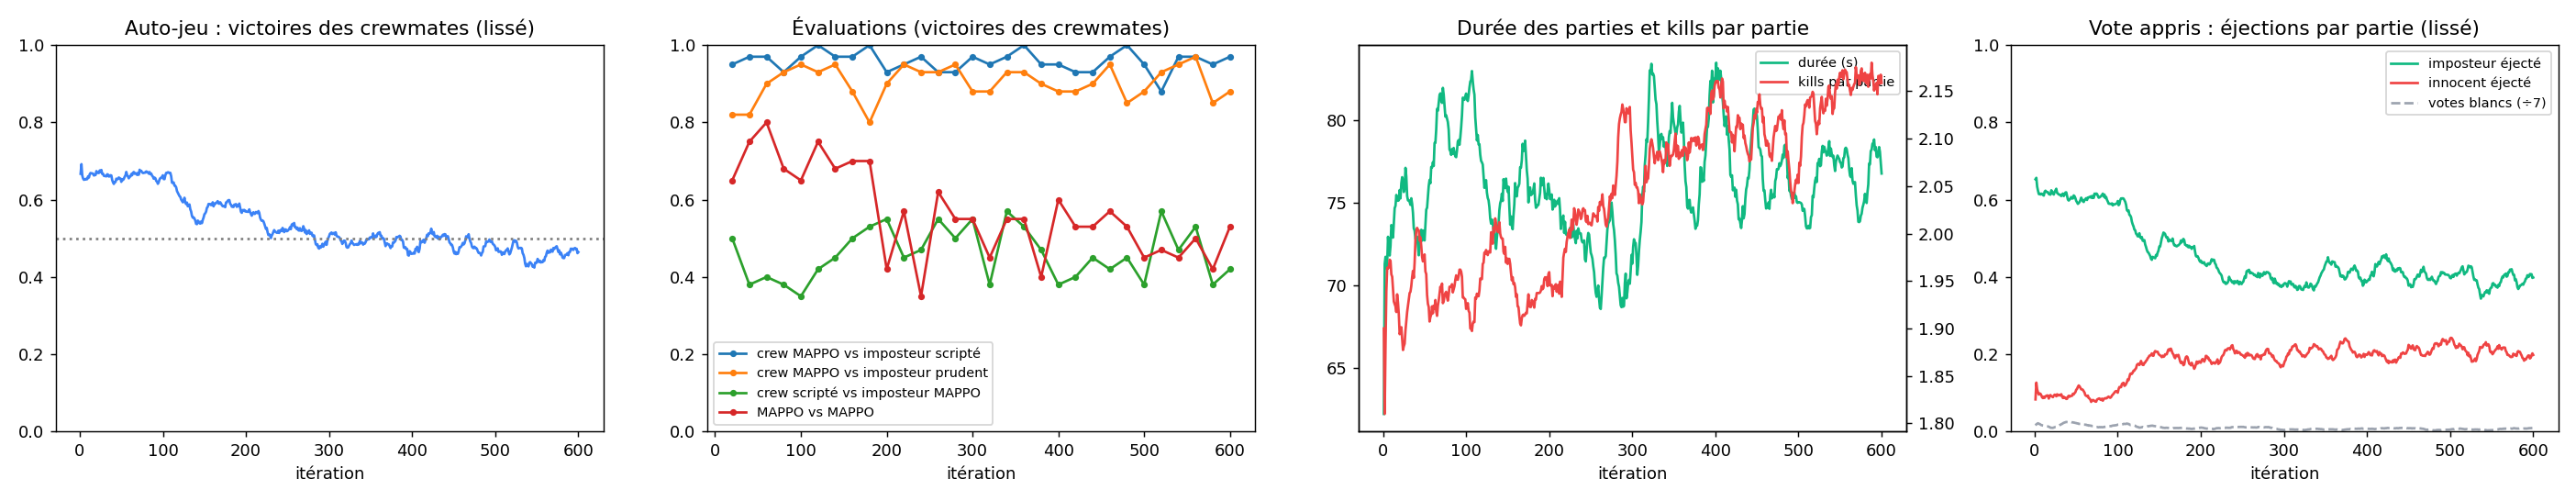 Auto-jeu : victoires des crewmates (lissé)
1.0
0.8
0.6
0.4
0.2
0.0
0 100 200 300 400 500 600
itération
Évaluations (victoires des crewmates)
1.0
0.8
0.6
0.4
0.2
0.0
crew MAPPO vs imposteur scripté
crew MAPPO vs imposteur prudent
crew scripté vs imposteur MAPPO
MAPPO vs MAPPO
0 100 200 300 400 500 600
itération
Durée des parties et kills par partie
durée (s)
kills par partie
80
75
70
65
2.15
2.10
2.05
2.00
1.95
1.90
1.85
1.80
0 100 200 300 400 500 600
itération
Vote appris : éjections par partie (lissé)
1.0
0.8
0.6
0.4
0.2
0.0
imposteur éjecté
innocent éjecté
votes blancs (÷7)
0 100 200 300 400 500 600
itération